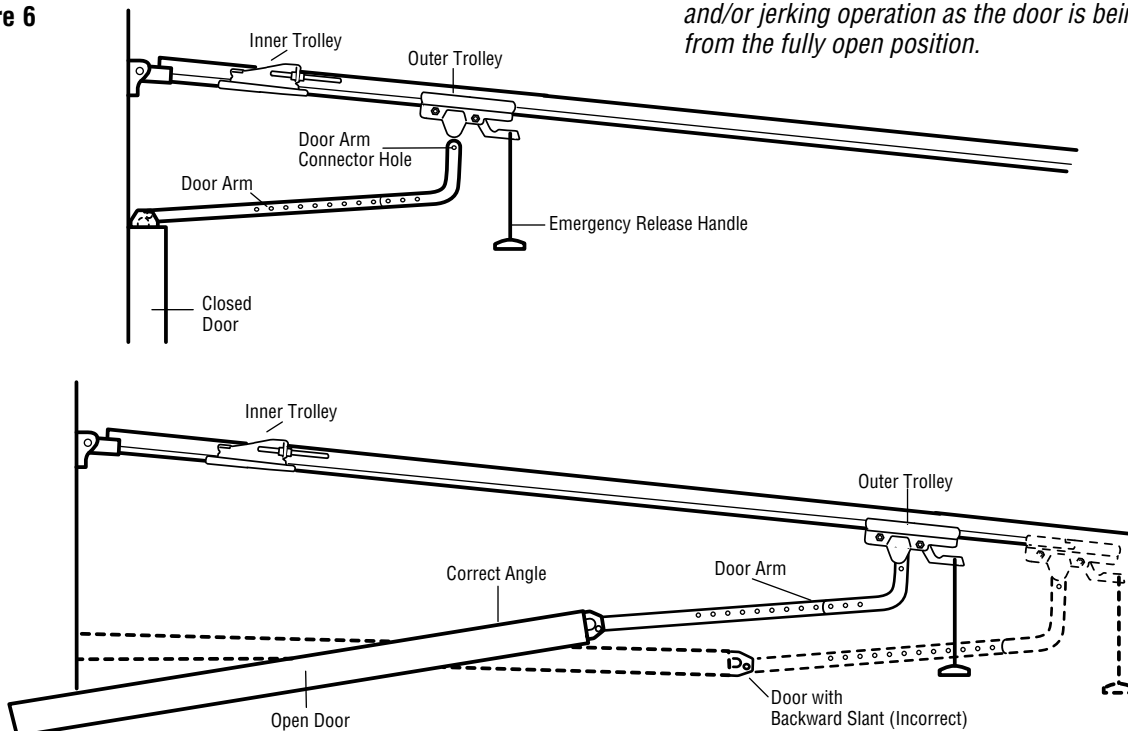 re 6
and/or jerking operation as the door is bein
from the fully open position.
Inner Trolley
Outer Trolley
Door Arm
Connector Hole
Door Arm
Emergency Release Handle
Closed
Door
Inner Trolley
Outer Trolley
Correct Angle
Door Arm
Door with
Backward Slant (Incorrect)
Open Door